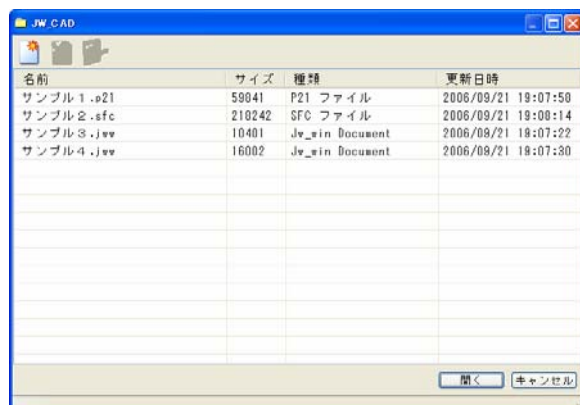 JW_CAD
名前 サイズ 種類 更新日時
サンプル１.p21 59841 P21 ファイル 2006/09/21 19:07:50
サンプル２.sfc 210242 SFC ファイル 2006/09/21 19:08:14
サンプル３.jww 10401 Jw_win Document 2006/09/21 19:07:22
サンプル４.jww 16002 Jw_win Document 2006/09/21 19:07:30
開く キャンセル